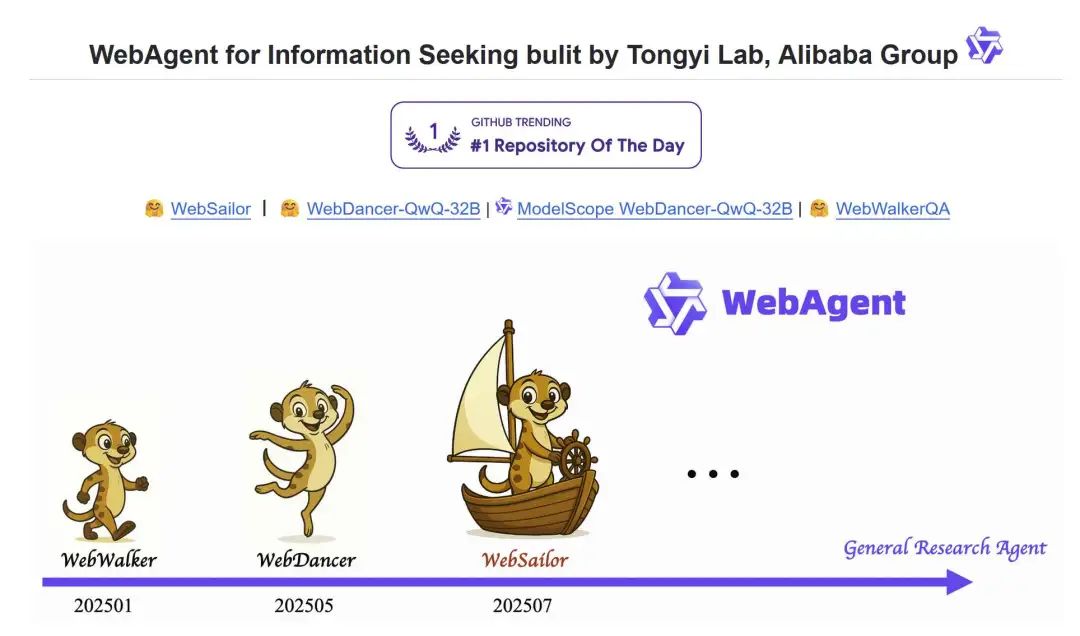 WebAgent for Information Seeking bulit by Tongyi Lab, Alibaba Group
1
GITHUB TRENDING
#1 Repository Of The Day
WebSailor | WebDancer-QwQ-32B | ModelScope WebDancer-QwQ-32B | WebWalkerQA
WebAgent
...
WebWalker WebDancer WebSailor
General Research Agent
202501 202505 202507